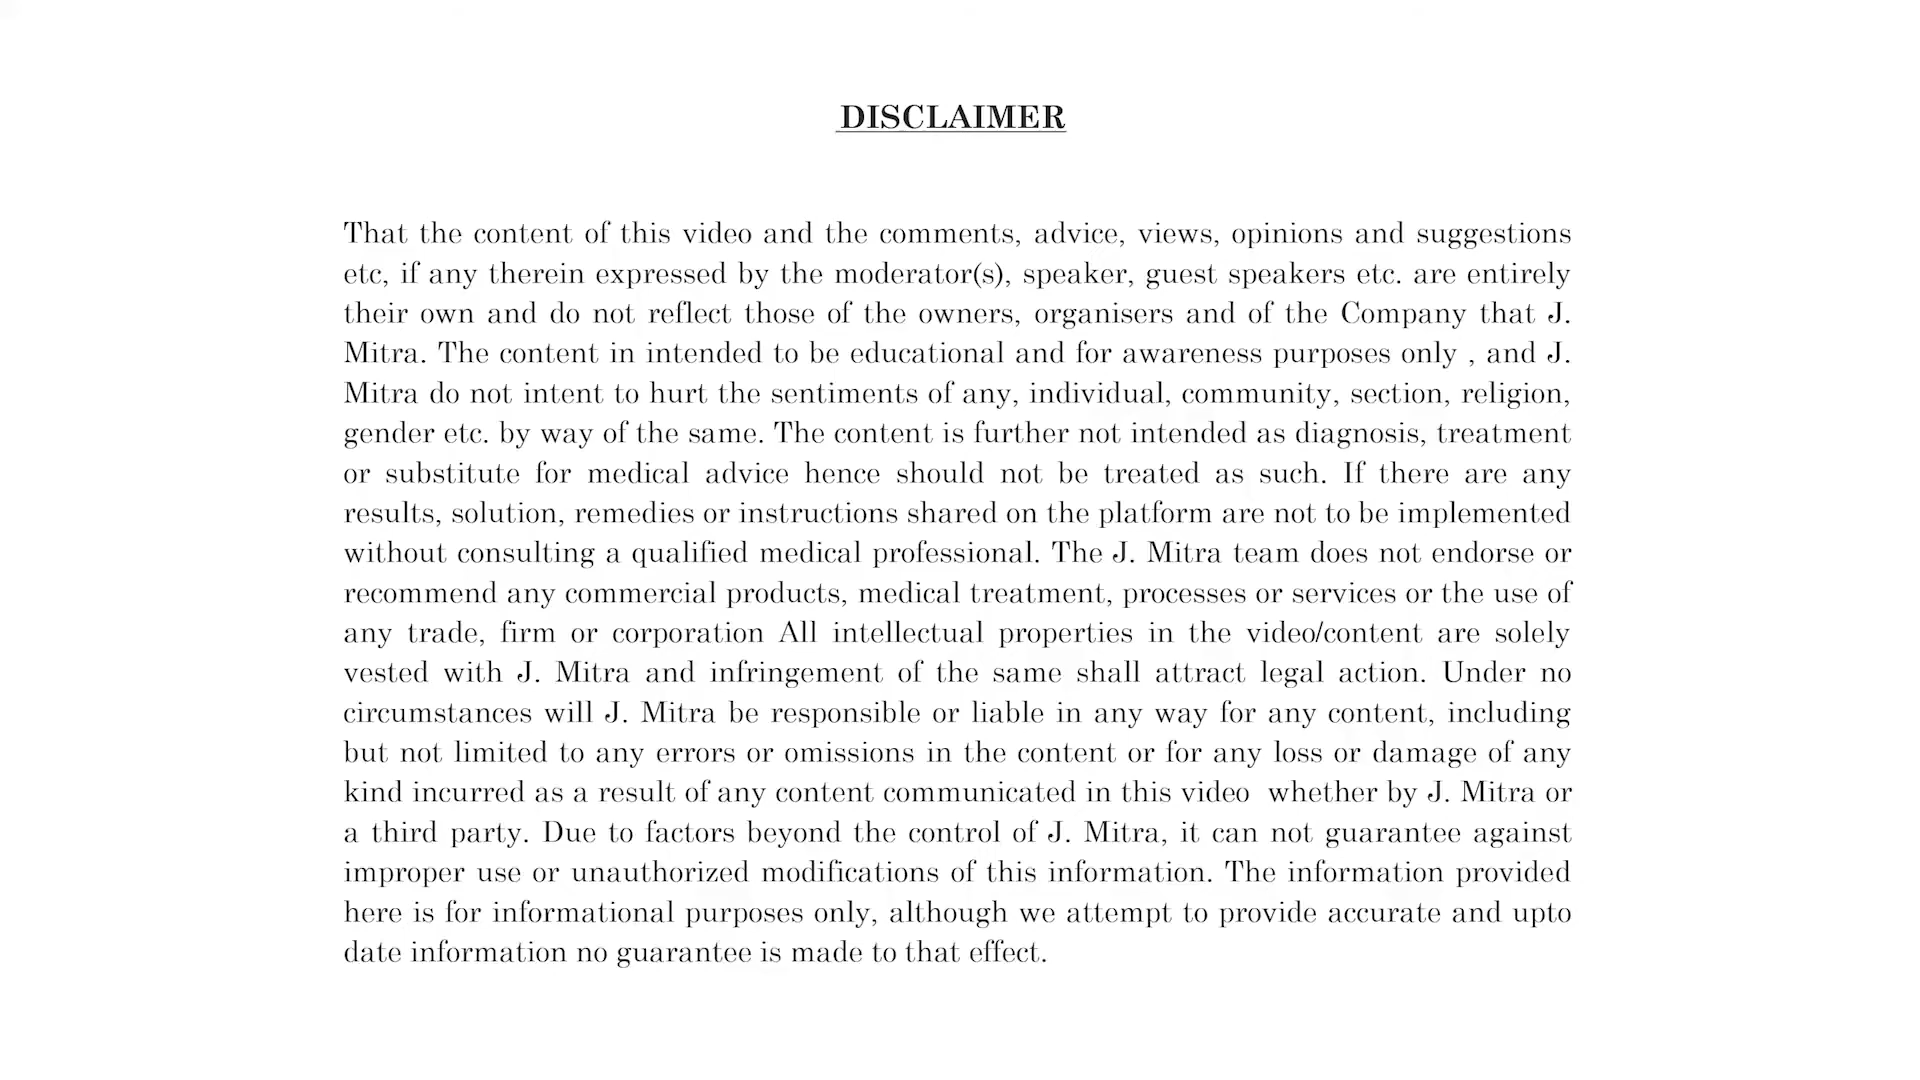 DISCLAIMER
That the content of this video and the comments, advice, views, opinions and suggestions
etc, if any therein expressed by the moderator(s), speaker, guest speakers etc. are entirely
their own and do not reflect those of the owners, organisers and of the Company that J.
Mitra. The content in intended to be educational and for awareness purposes only , and J.
Mitra do not intent to hurt the sentiments of any, individual, community, section, religion,
gender etc. by way of the same. The content is further not intended as diagnosis, treatment
or substitute for medical advice hence should not be treated as such. If there are any
results, solution, remedies or instructions shared on the platform are not to be implemented
without consulting a qualified medical professional. The J. Mitra team does not endorse or
recommend any commercial products, medical treatment, processes or services or the use of
any trade, firm or corporation All intellectual properties in the video/content are solely
vested with J. Mitra and infringement of the same shall attract legal action. Under no
circumstances will J. Mitra be responsible or liable in any way for any content, including
but not limited to any errors or omissions in the content or for any loss or damage of any
kind incurred as a result of any content communicated in this video  whether by J. Mitra or
a third party. Due to factors beyond the control of J. Mitra, it can not guarantee against
improper use or unauthorized modifications of this information. The information provided
here is for informational purposes only, although we attempt to provide accurate and upto
date information no guarantee is made to that effect.